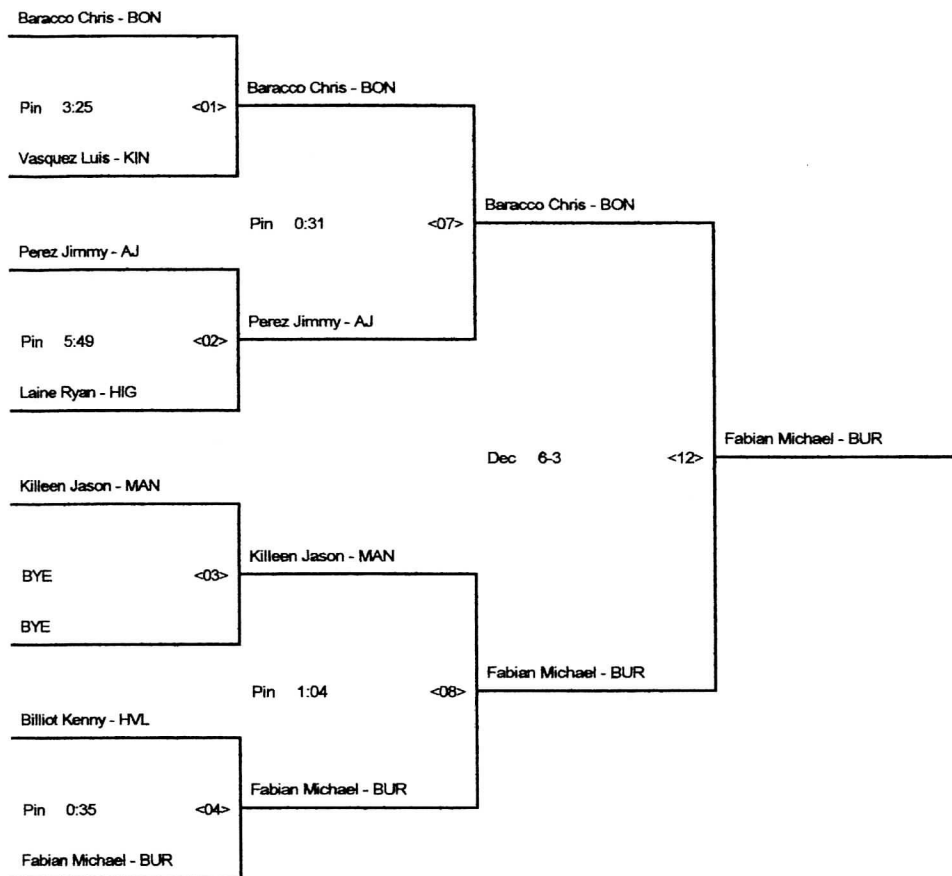 Baracco Chris - BON
Baracco Chris - BON
Pin 3:25 <01>
Vasquez Luis - KIN
Baracco Chris - BON
Pin 0:31 <07>
Perez Jimmy - AJ
Perez Jimmy - AJ
Pin 5:49 <02>
Laine Ryan - HIG
Fabian Michael - BUR
Dec 6-3 <12>
Killeen Jason - MAN
Killeen Jason - MAN
BYE <03>
BYE
Fabian Michael - BUR
Pin 1:04 <08>
Billiot Kenny - HVL
Fabian Michael - BUR
Pin 0:35 <04>
Fabian Michael - BUR